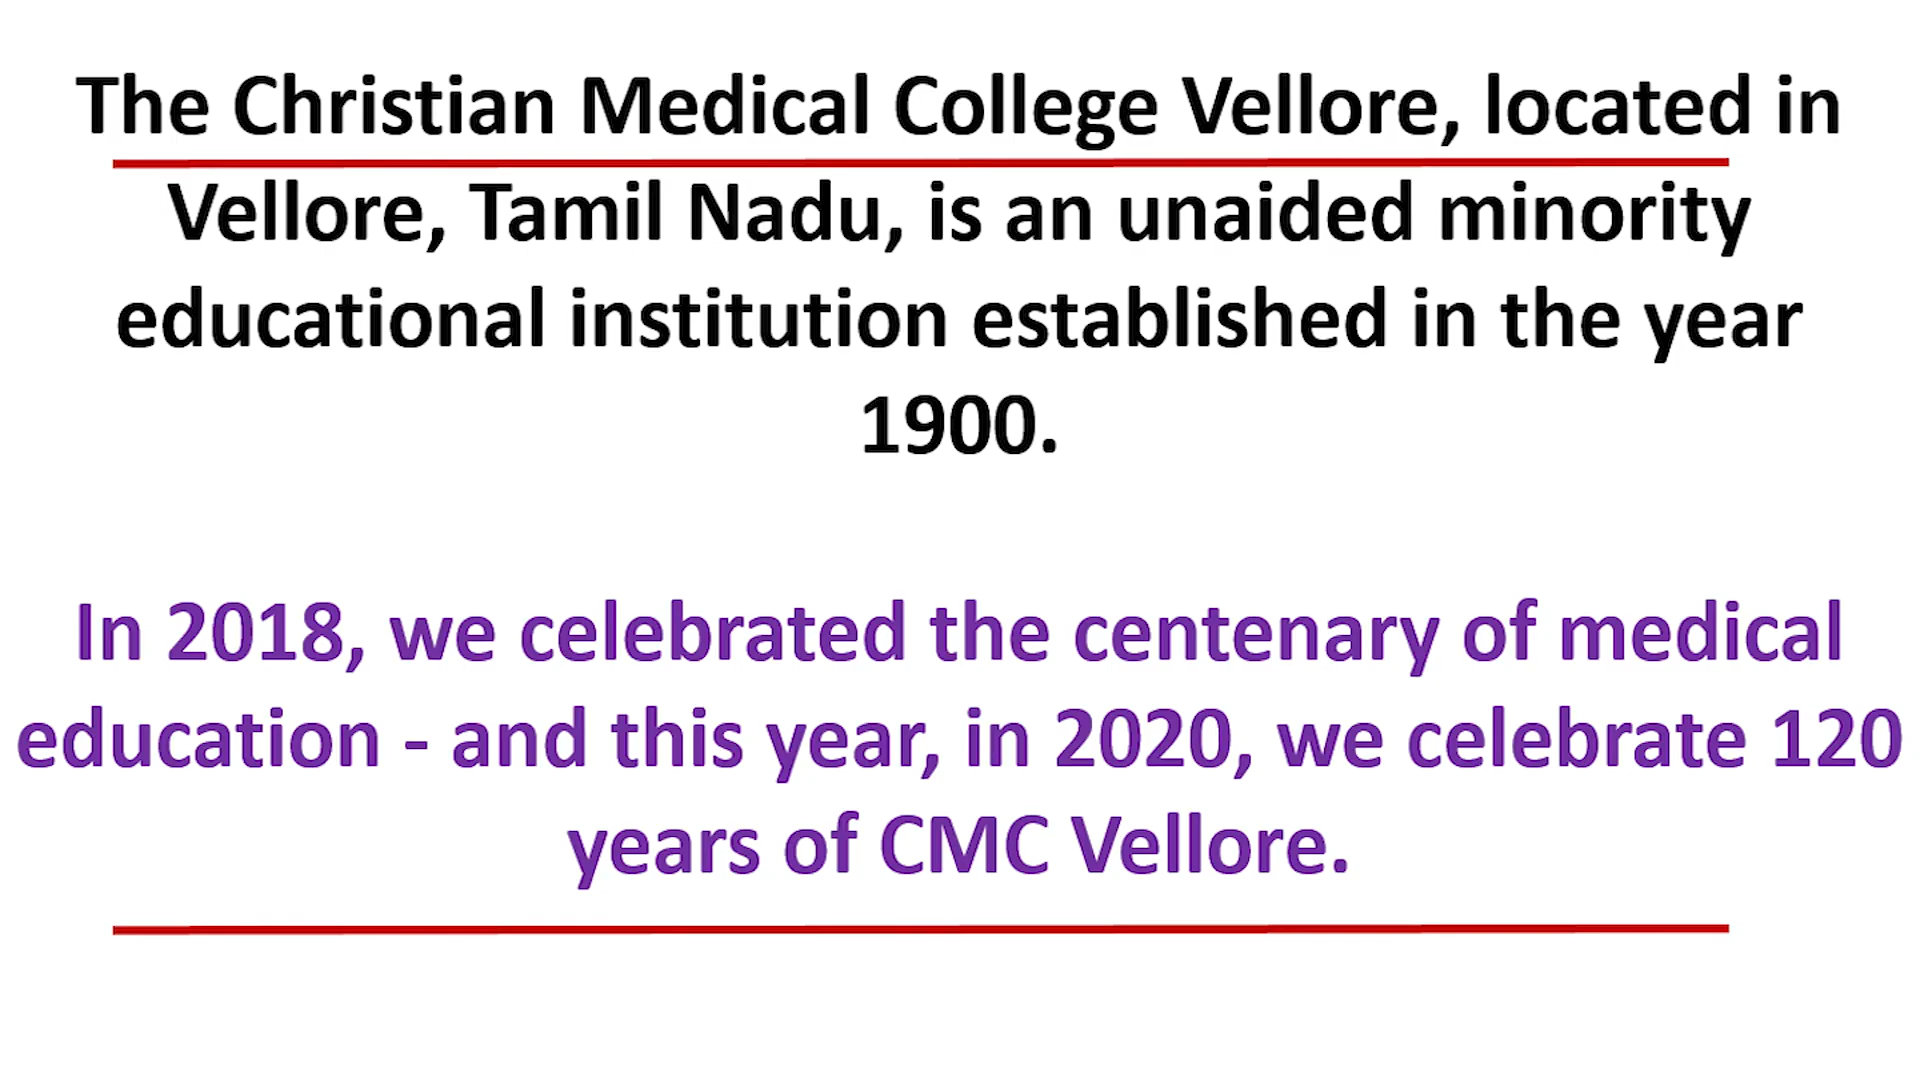 The Christian Medical College Vellore, located in
Vellore, Tamil Nadu, is an unaided minority
educational institution established in the year
1900.
In 2018, we celebrated the centenary of medical
education - and this year, in 2020, we celebrate 120
years of CMC Vellore.